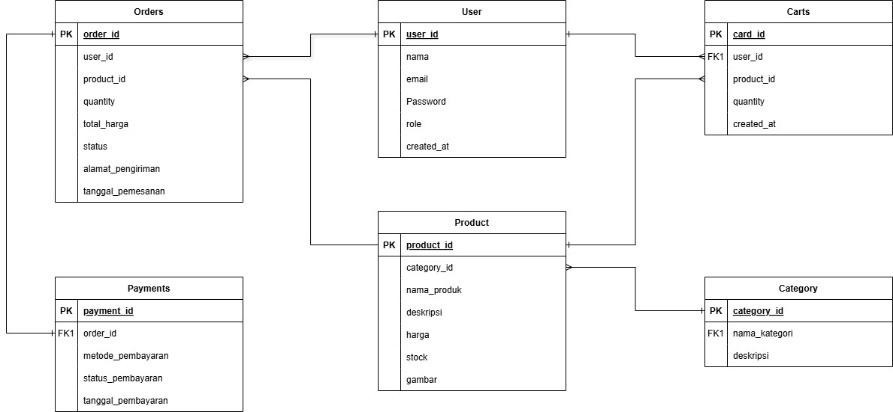 Orders
PK order_id
user_id
product_id
quantity
total_harga
status
alamat_pengiriman
tanggal_pemesanan
User
PK user_id
nama
email
Password
role
created_at
Carts
PK card_id
FK1 user_id
product_id
quantity
created_at
Product
PK product_id
category_id
nama_produk
deskripsi
harga
stock
gambar
Payments
PK payment_id
FK1 order_id
metode_pembayaran
status_pembayaran
tanggal_pembayaran
Category
PK category_id
FK1 nama_kategori
deskripsi